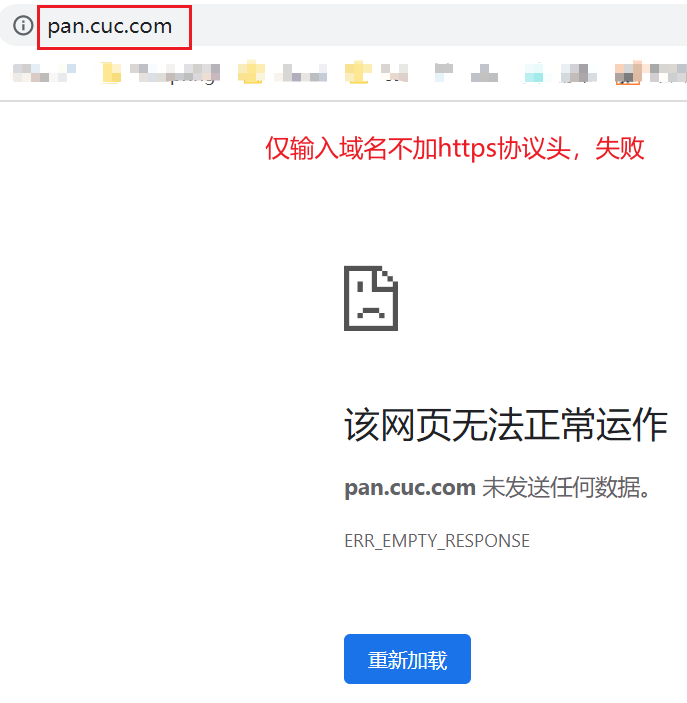 pan.cuc.com
仅输入域名不加https协议头，失败
该网页无法正常运作
pan.cuc.com 未发送任何数据。
ERR_EMPTY_RESPONSE
重新加载